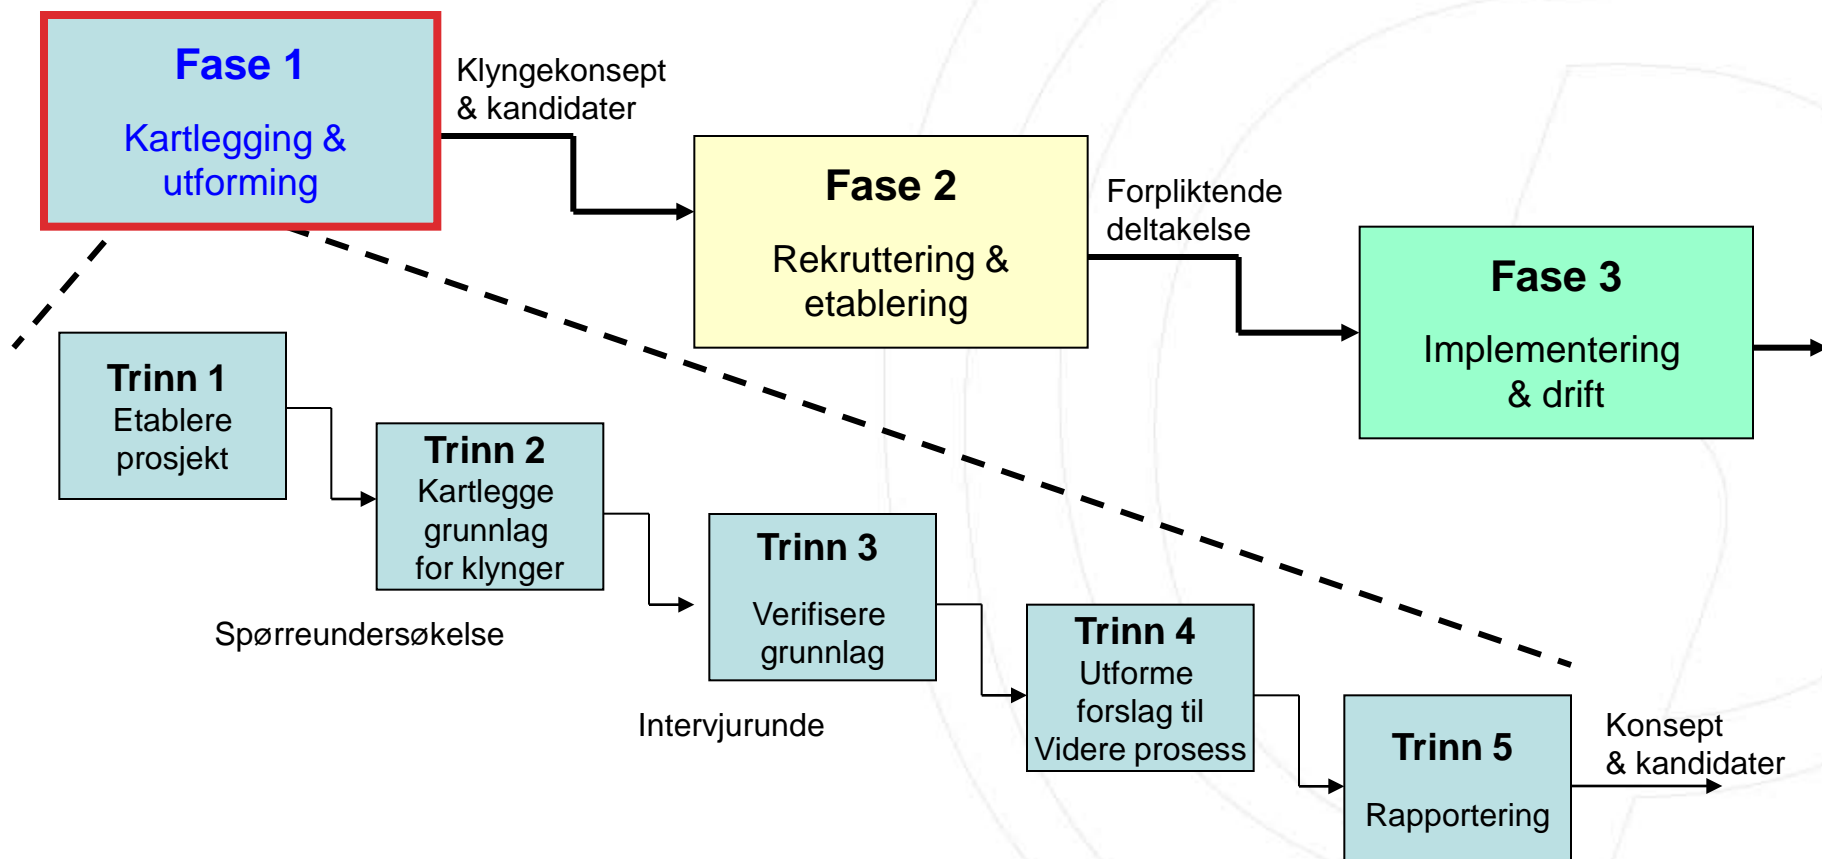 Fase 1
Kartlegging &
utforming
Klyngekonsept
& kandidater
Fase 2
Rekruttering &
etablering
Forpliktende
deltakelse
Fase 3
Implementering
& drift
Trinn 1
Etablere
prosjekt
Trinn 2
Kartlegge
grunnlag
for klynger
Spørreundersøkelse
Trinn 3
Verifisere
grunnlag
Intervjurunde
Trinn 4
Utforme
forslag til
Videre prosess
Trinn 5
Rapportering
Konsept
& kandidater